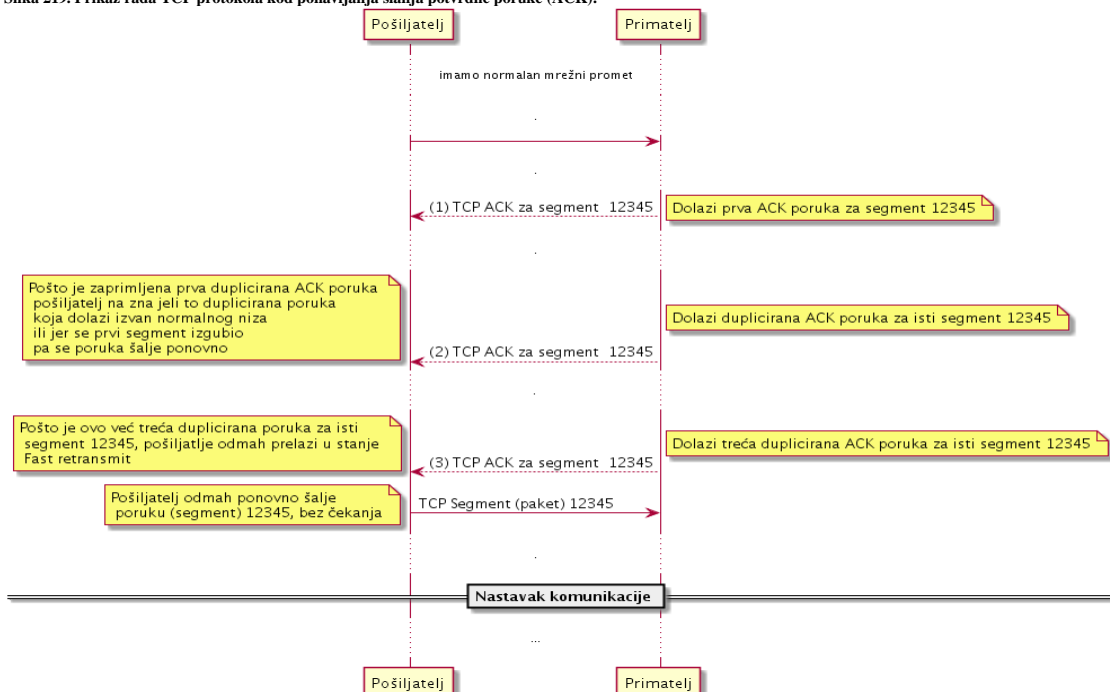 Slika 219. Prikaz rada TCP protokola kod ponavljanja slanja potvrdne poruke (ACK).
Pošiljatelj
Primatelj
imamo normalan mrežni promet
.
.
(1) TCP ACK za segment 12345
Dolazi prva ACK poruka za segment 12345
.
Pošto je zaprimljena prva duplicirana ACK poruka
pošiljatelj na zna jeli to duplicirana poruka
koja dolazi izvan normalnog niza
ili jer se prvi segment izgubio
pa se poruka šalje ponovno
Dolazi duplicirana ACK poruka za isti segment 12345
(2) TCP ACK za segment 12345
.
Pošto je ovo već treća duplicirana poruka za isti
segment 12345, pošiljatlje odmah prelazi u stanje
Fast retransmit
Dolazi treća duplicirana ACK poruka za isti segment 12345
(3) TCP ACK za segment 12345
Pošiljatelj odmah ponovno šalje
poruku (segment) 12345, bez čekanja
TCP Segment (paket) 12345
.
Nastavak komunikacije
...
Pošiljatelj
Primatelj